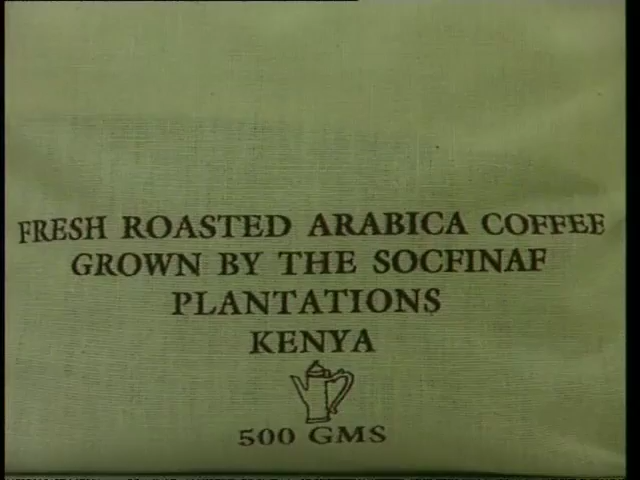 FRESH ROASTED ARABICA COFFEE
GROWN BY THE SOCFINAF
PLANTATIONS
KENYA
500 GMS